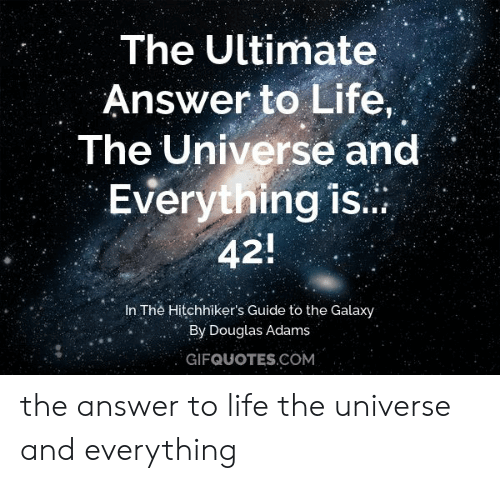 The Ultimate
Answer to Life,
The Universe and
Everything is...
42!
In The Hitchhiker's Guide to the Galaxy
By Douglas Adams
GIFQUOTES.COM
the answer to life the universe
and everything